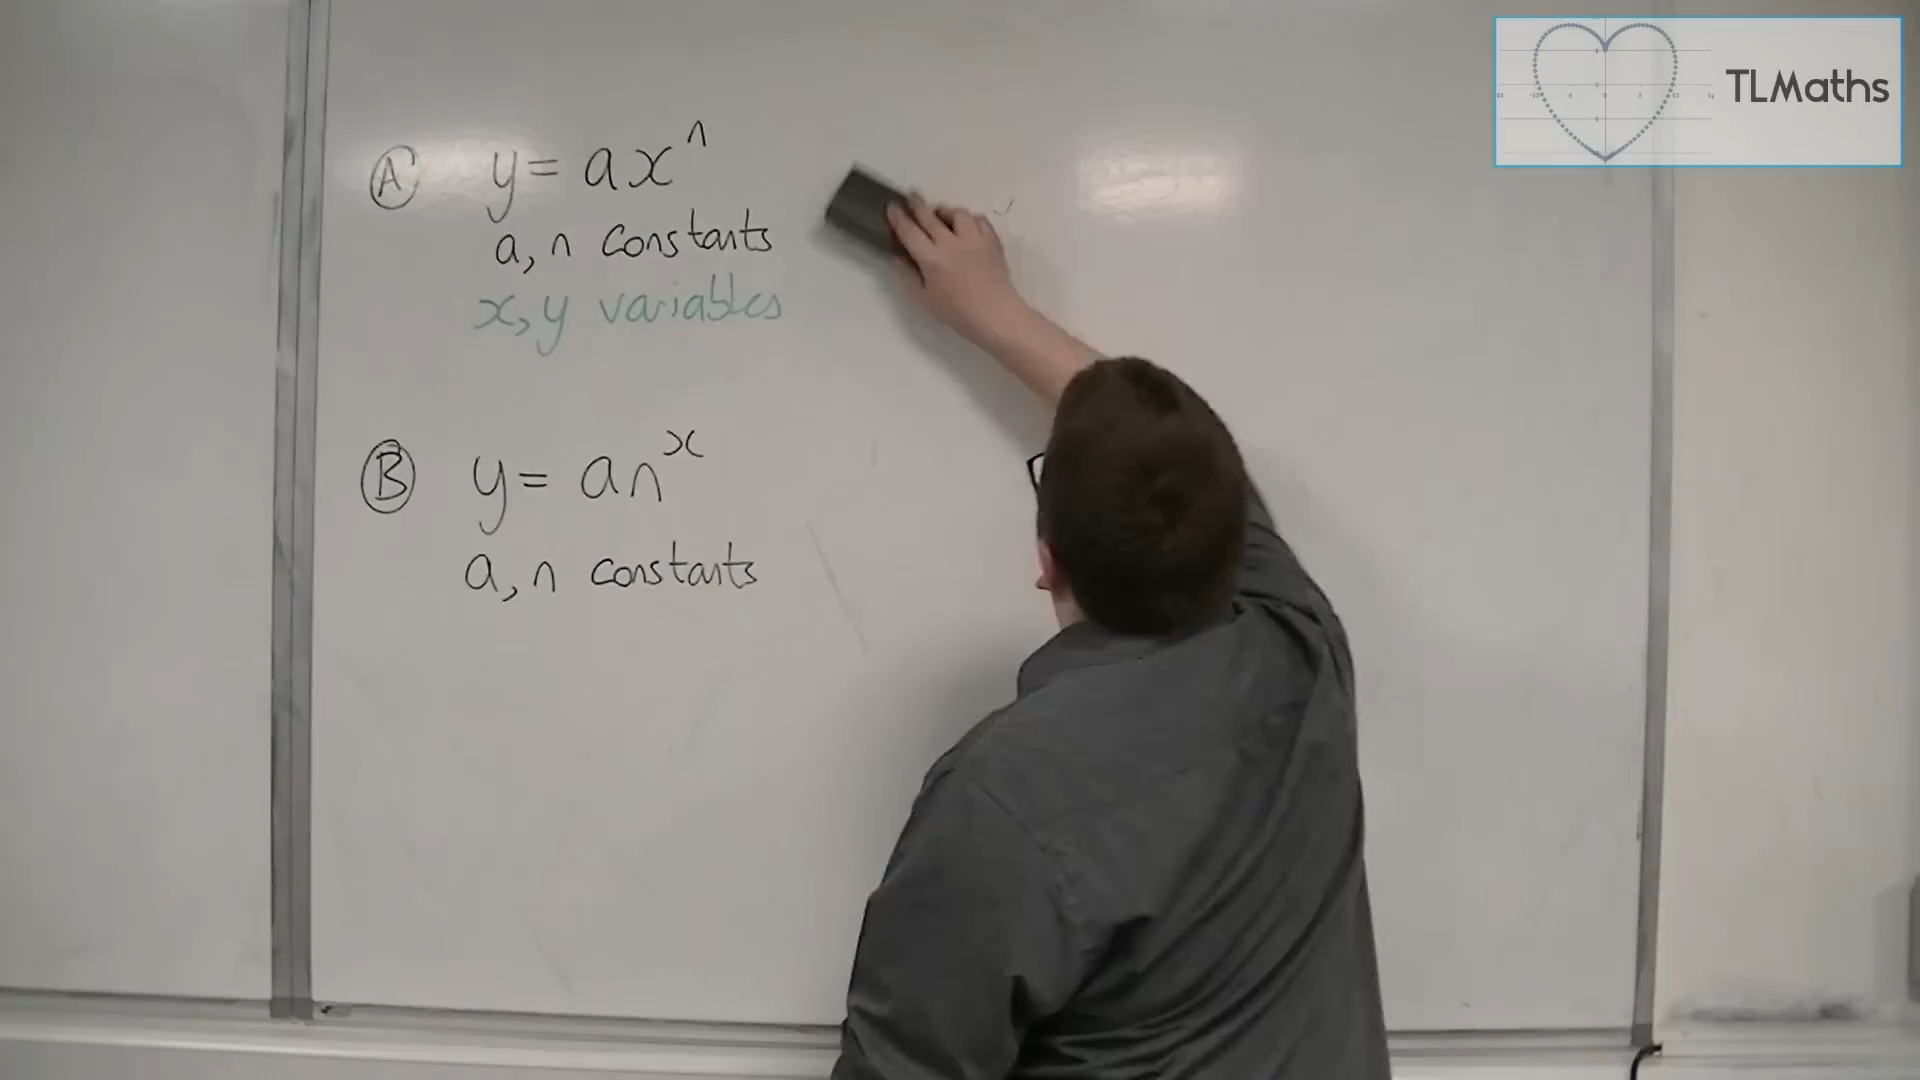 TLMaths
A y = ax^n
a, n constants
x, y variables
B y = an^x
a, n constants